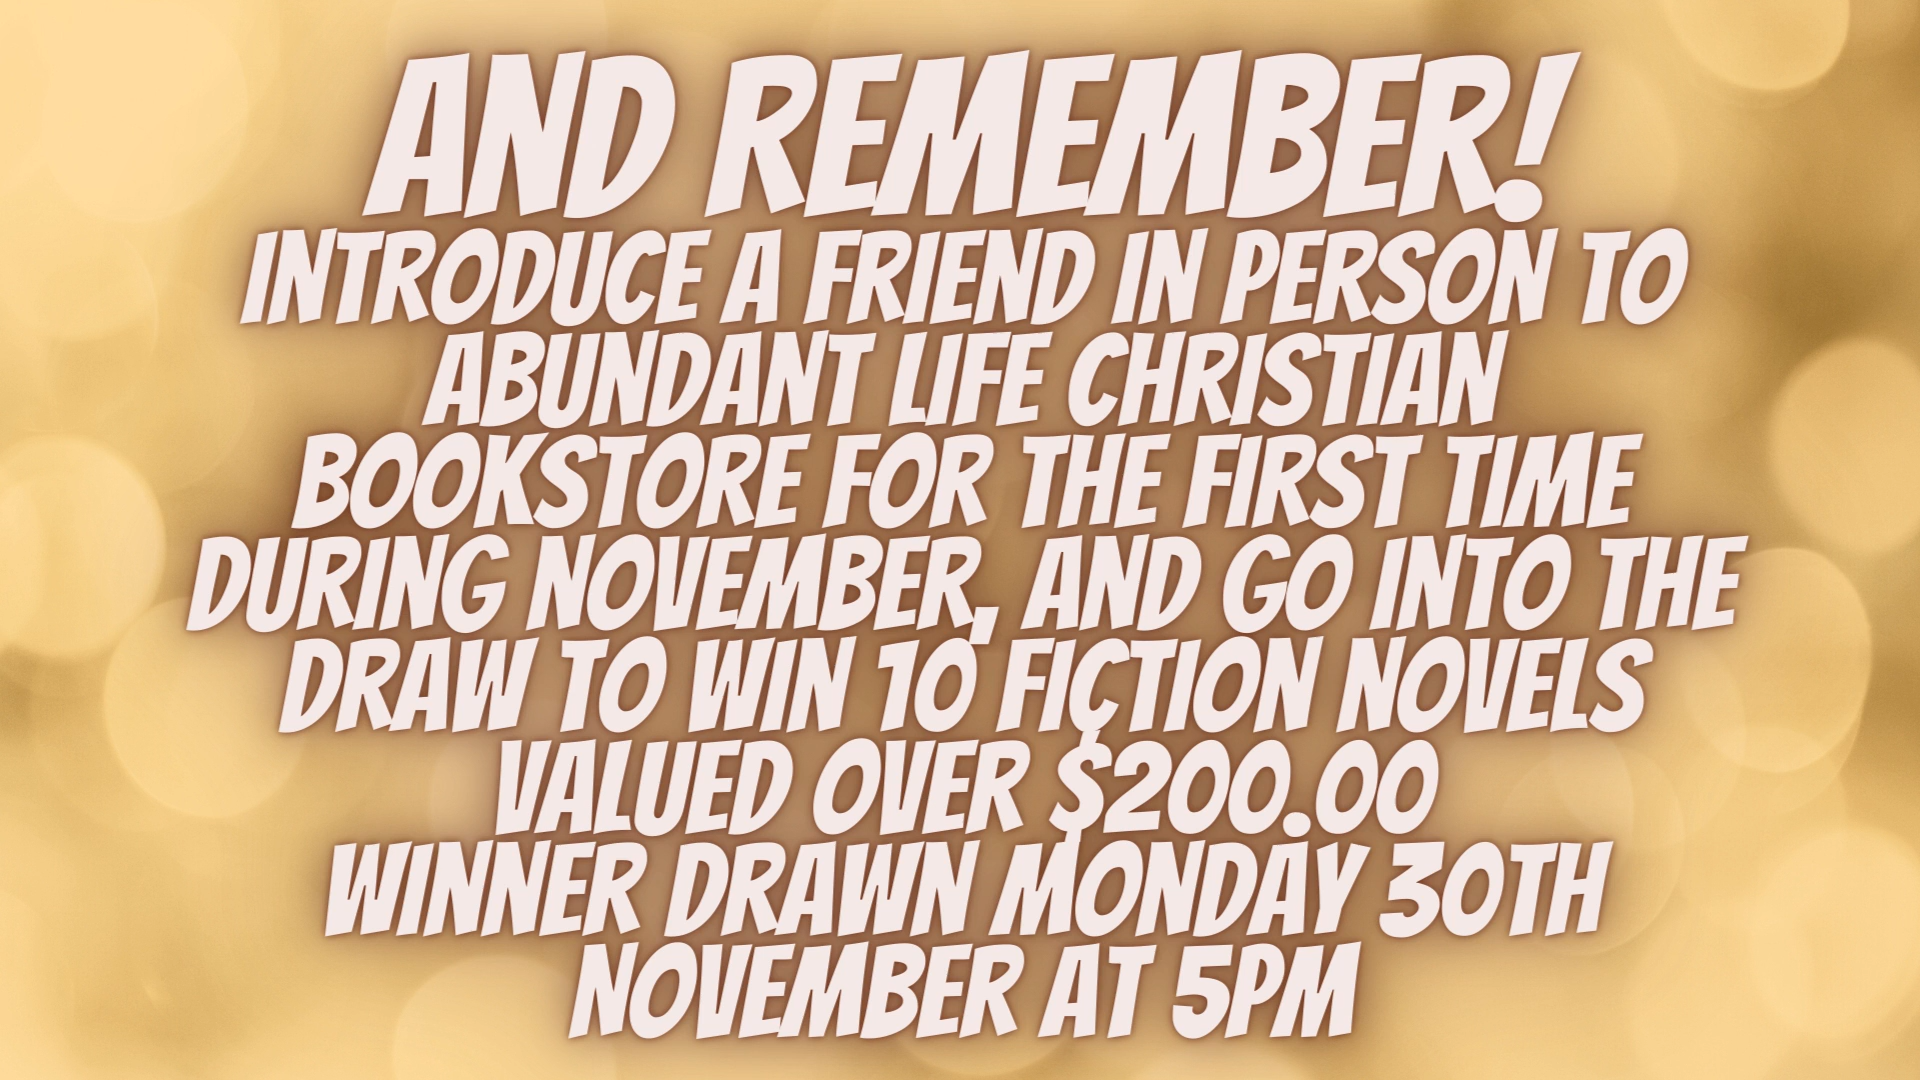 AND REMEMBER!
INTRODUCE A FRIEND IN PERSON TO
ABUNDANT LIFE CHRISTIAN
BOOKSTORE FOR THE FIRST TIME
DURING NOVEMBER, AND GO INTO THE
DRAW TO WIN 10 FICTION NOVELS
VALUED OVER $200.00
WINNER DRAWN MONDAY 30TH
NOVEMBER AT 5PM